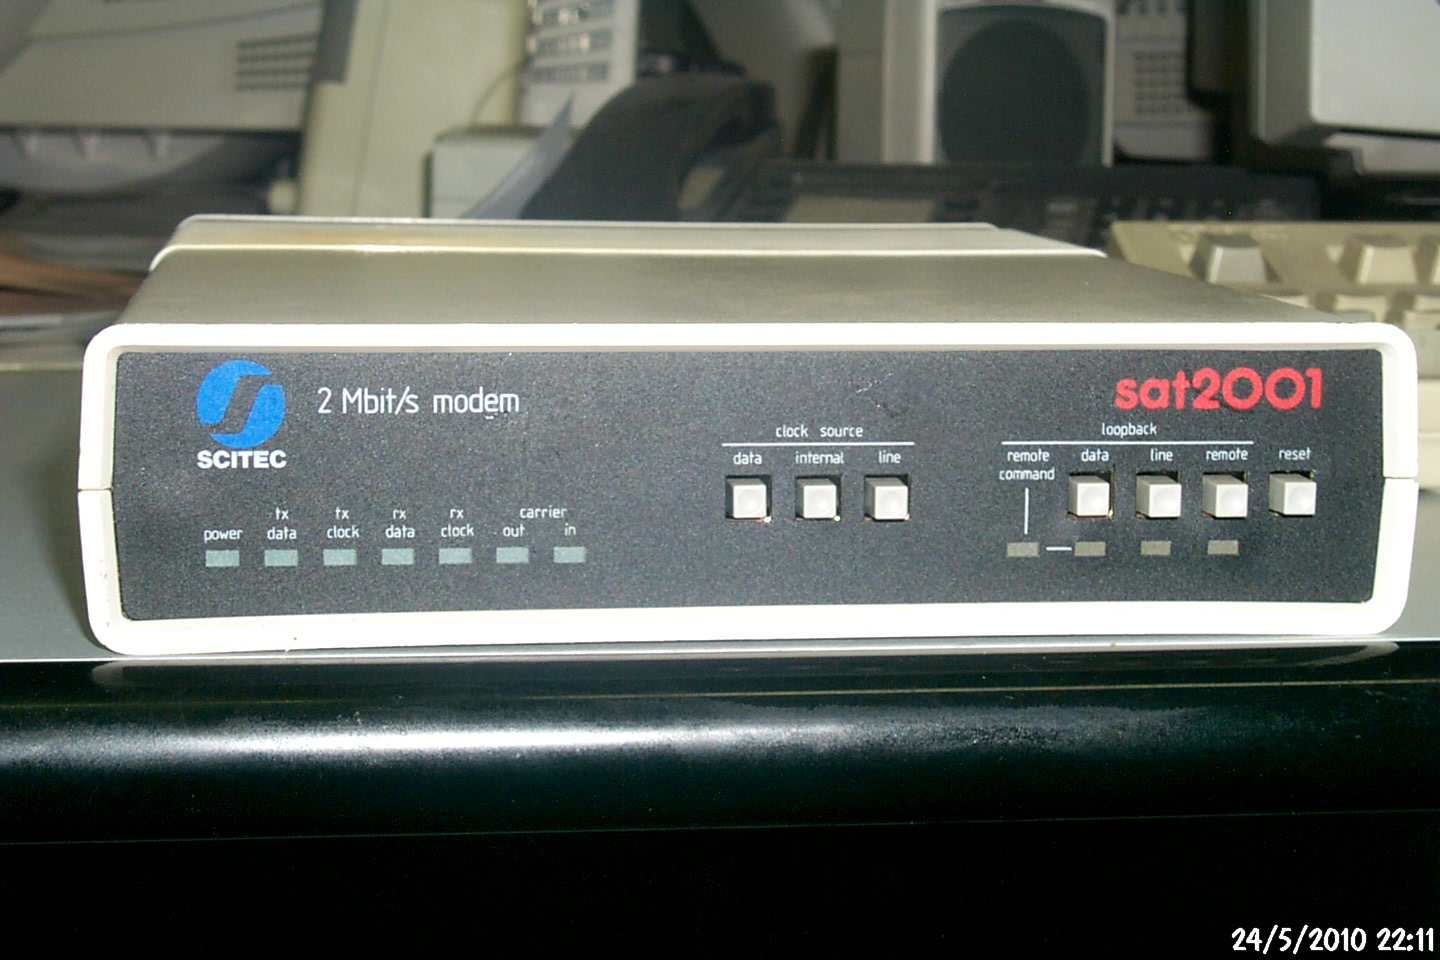 2 Mbit/s modem
SCITEC
sat2001
clock source
data internal line
loopback
remote command data line remote reset
power tx data tx clock rx data rx clock carrier out in
24/5/2010 22:11